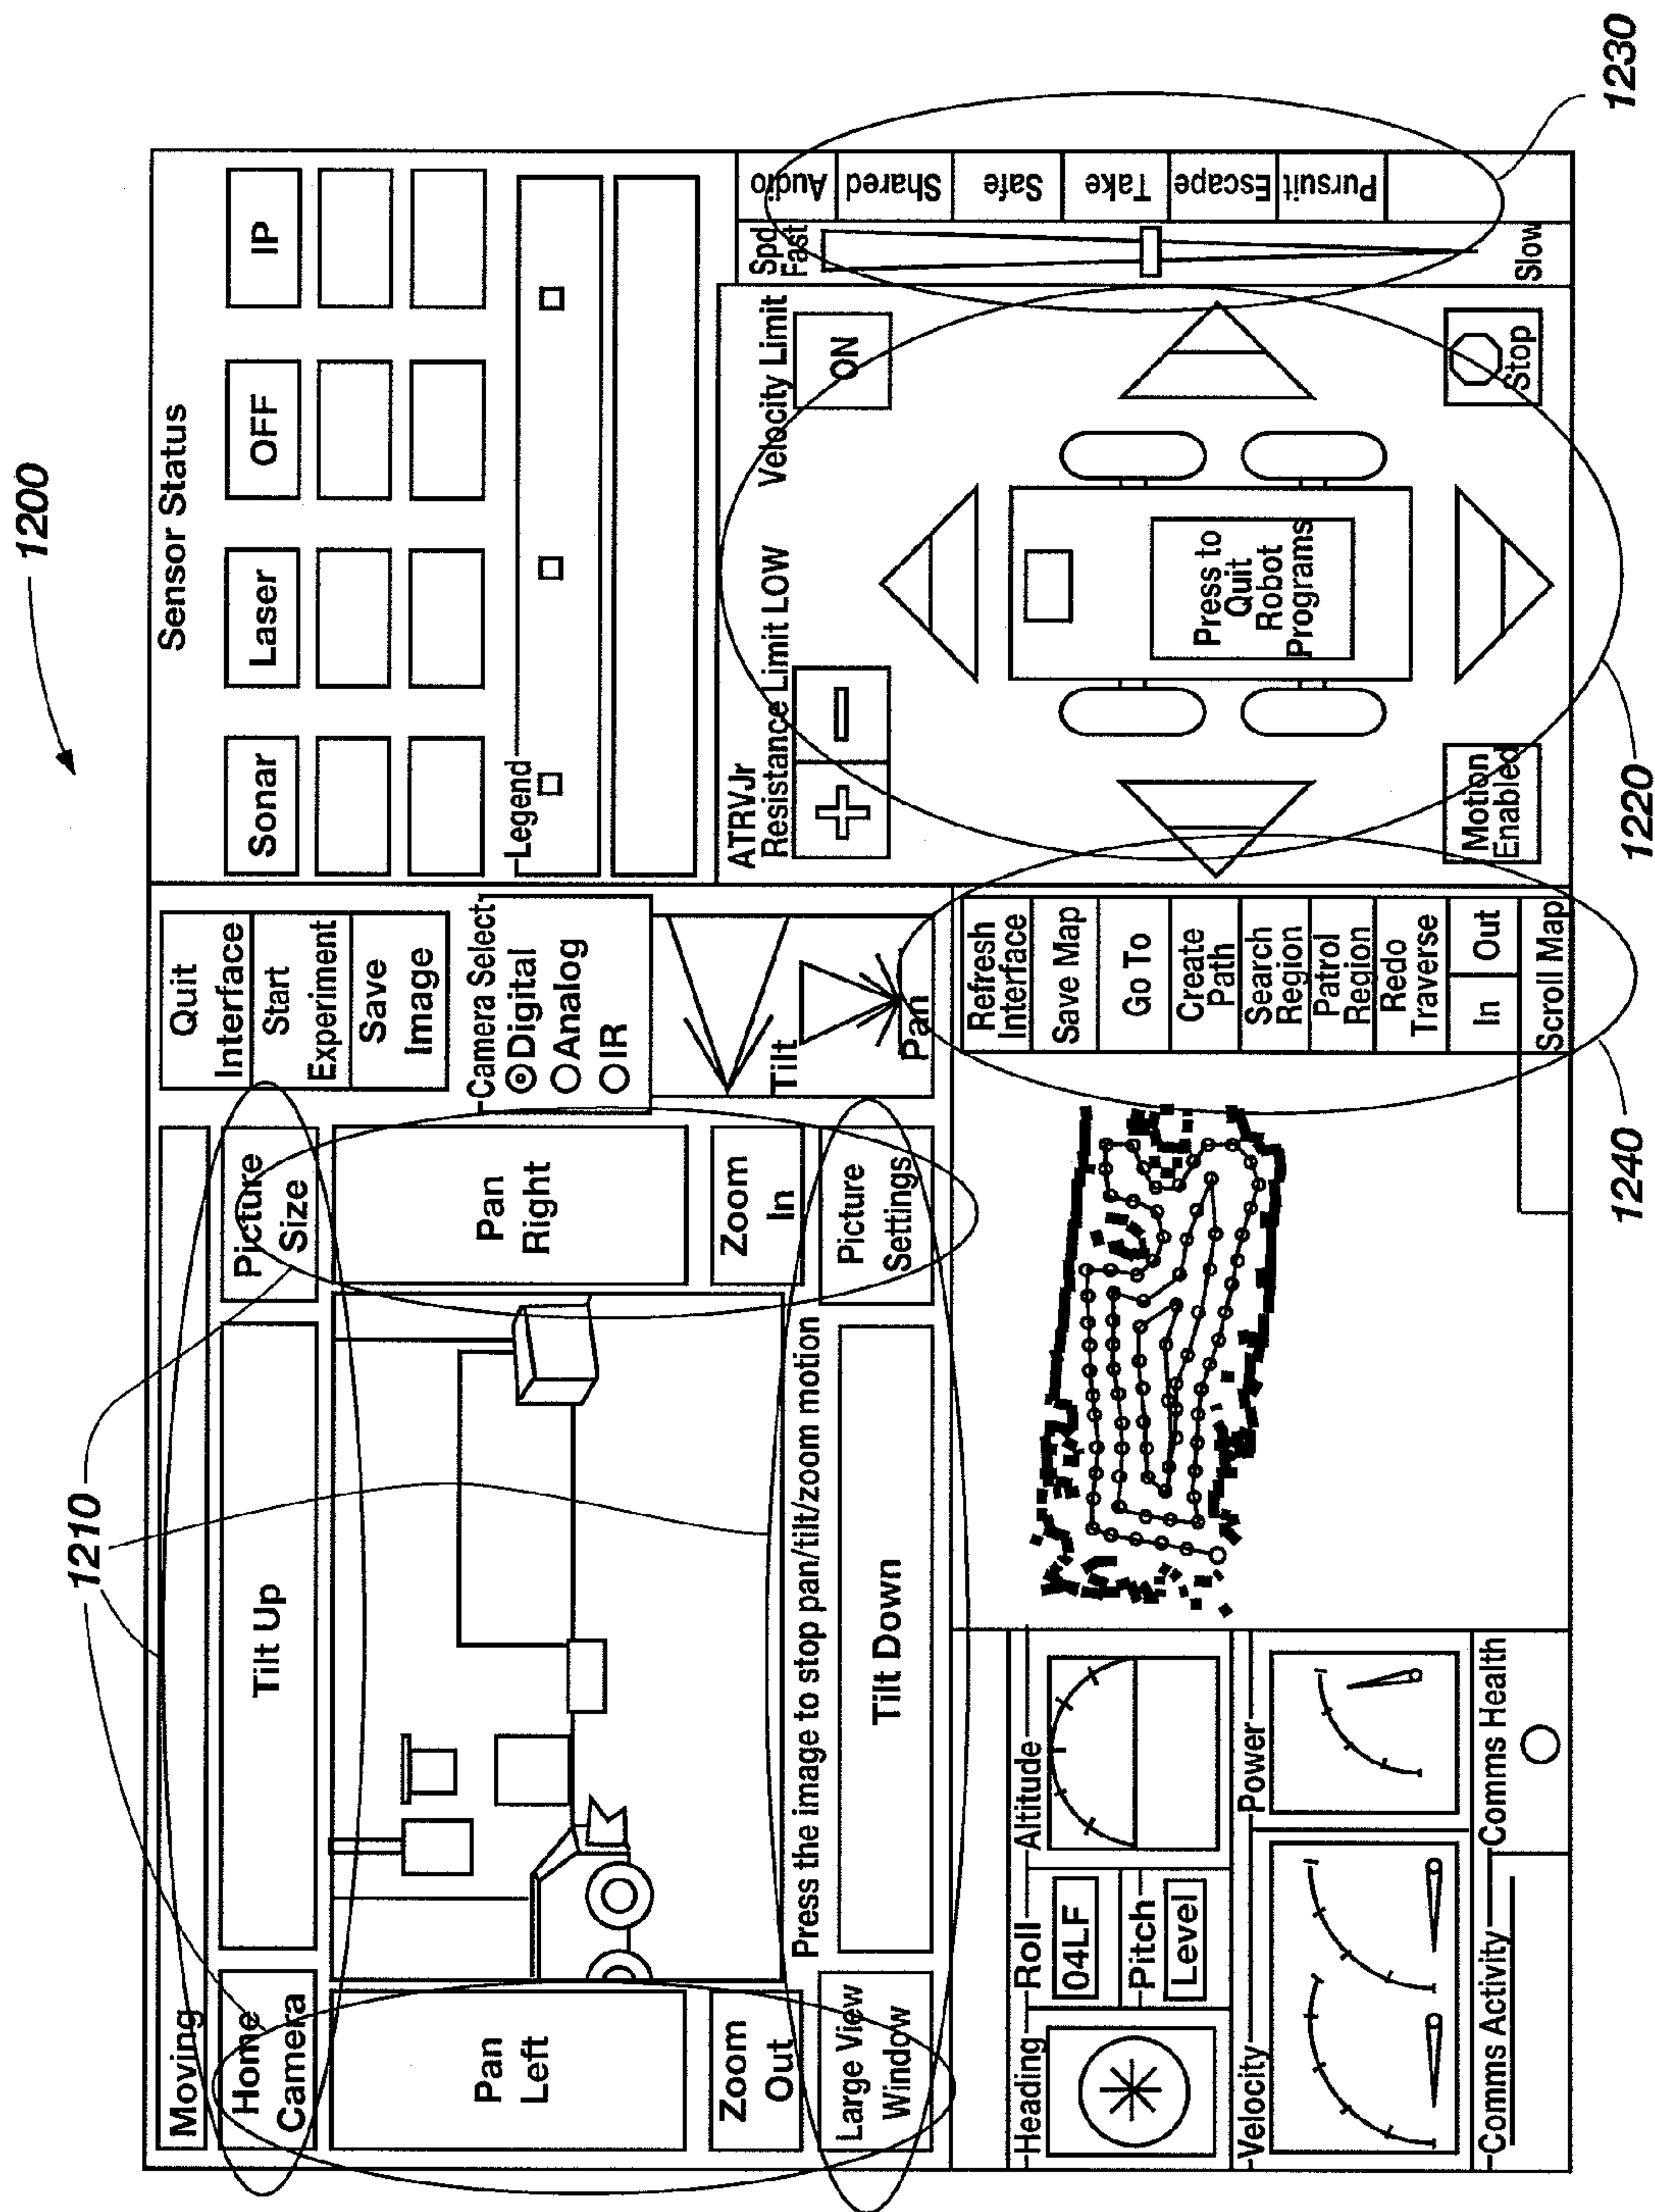 1200
1210
Moving
Home
Camera
Tilt Up
Picture
Size
Pan
Left
Pan
Right
Zoom
Out
Zoom
In
Press the image to stop pan/tilt/zoom motion
Large View
Window
Tilt Down
Picture
Settings
Quit
Interface
Start
Experiment
Save
Image
Camera Select
Digital
Analog
IR
Tilt
Pan
Sensor Status
Sonar
Laser
OFF
IP
Legend
ATRVJr
Resistance Limit LOW
Velocity Limit
ON
Press to
Quit
Robot
Programs
Motion
Enabled
Stop
Spd
Fast
Slow
Audio
Shared
Safe
Take
Escape
Pursuit
Heading
Roll
04LF
Pitch
Level
Altitude
Velocity
Power
Comms Activity
Comms Health
Refresh
Interface
Save Map
Go To
Create
Path
Search
Region
Patrol
Region
Redo
Traverse
In
Out
Scroll Map
1240
1220
1230